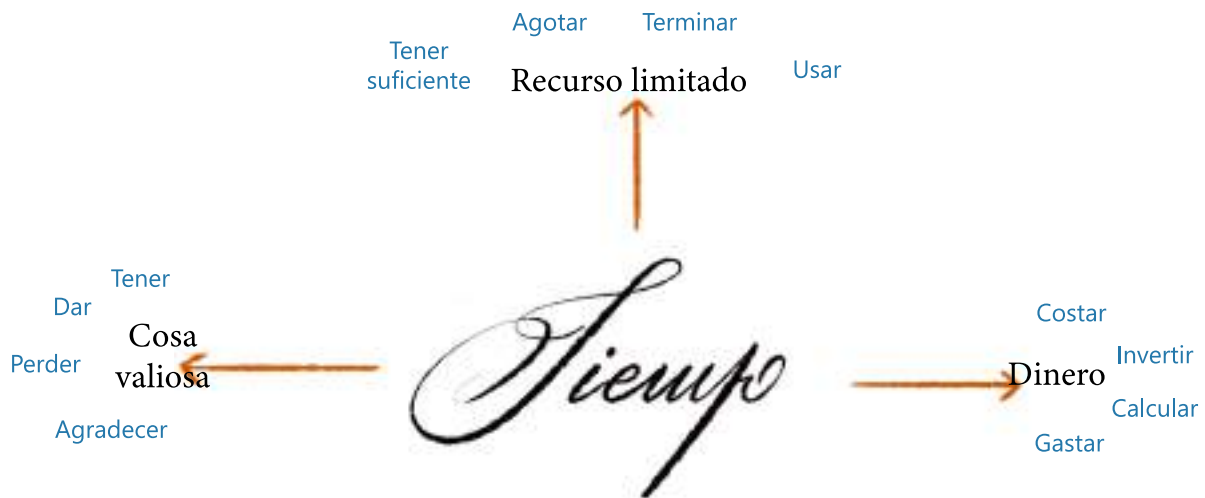 Agotar
Terminar
Tener
suficiente
Recurso limitado
Usar
Tener
Dar
Cosa
valiosa
Perder
Agradecer
Tiempo
Costar
Invertir
Dinero
Calcular
Gastar